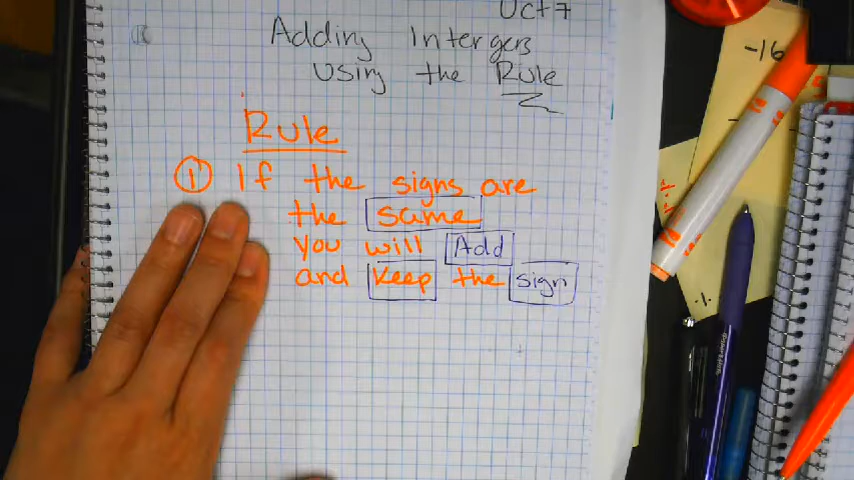 Oct 7
Adding Intergers
Using the Rule
Rule
① If the signs are
the same
you will Add
and keep the sign
-16